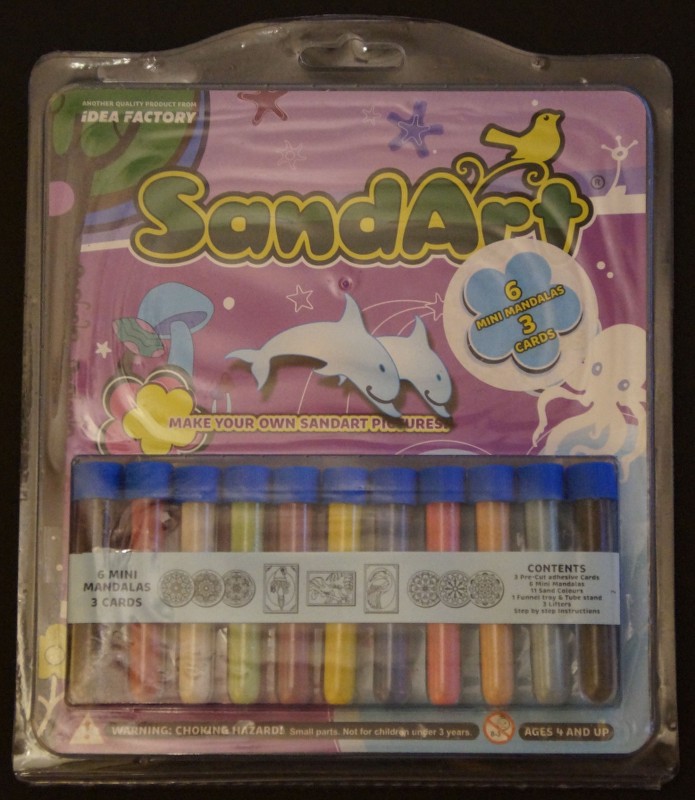 ANOTHER QUALITY PRODUCT FROM
iDEA FACTORY
SandArt
6
MINI MANDALAS
3
CARDS
MAKE YOUR OWN SANDART PICTURES!
6 MINI
MANDALAS
3 CARDS
CONTENTS
3 Pre-Cut adhesive Cards
6 Mini Mandalas
11 Sand Colours
1 Funnel tray & Tube stand
3 Lifters
Step by step instructions
WARNING: CHOKING HAZARD! Small parts. Not for children under 3 years.
AGES 4 AND UP